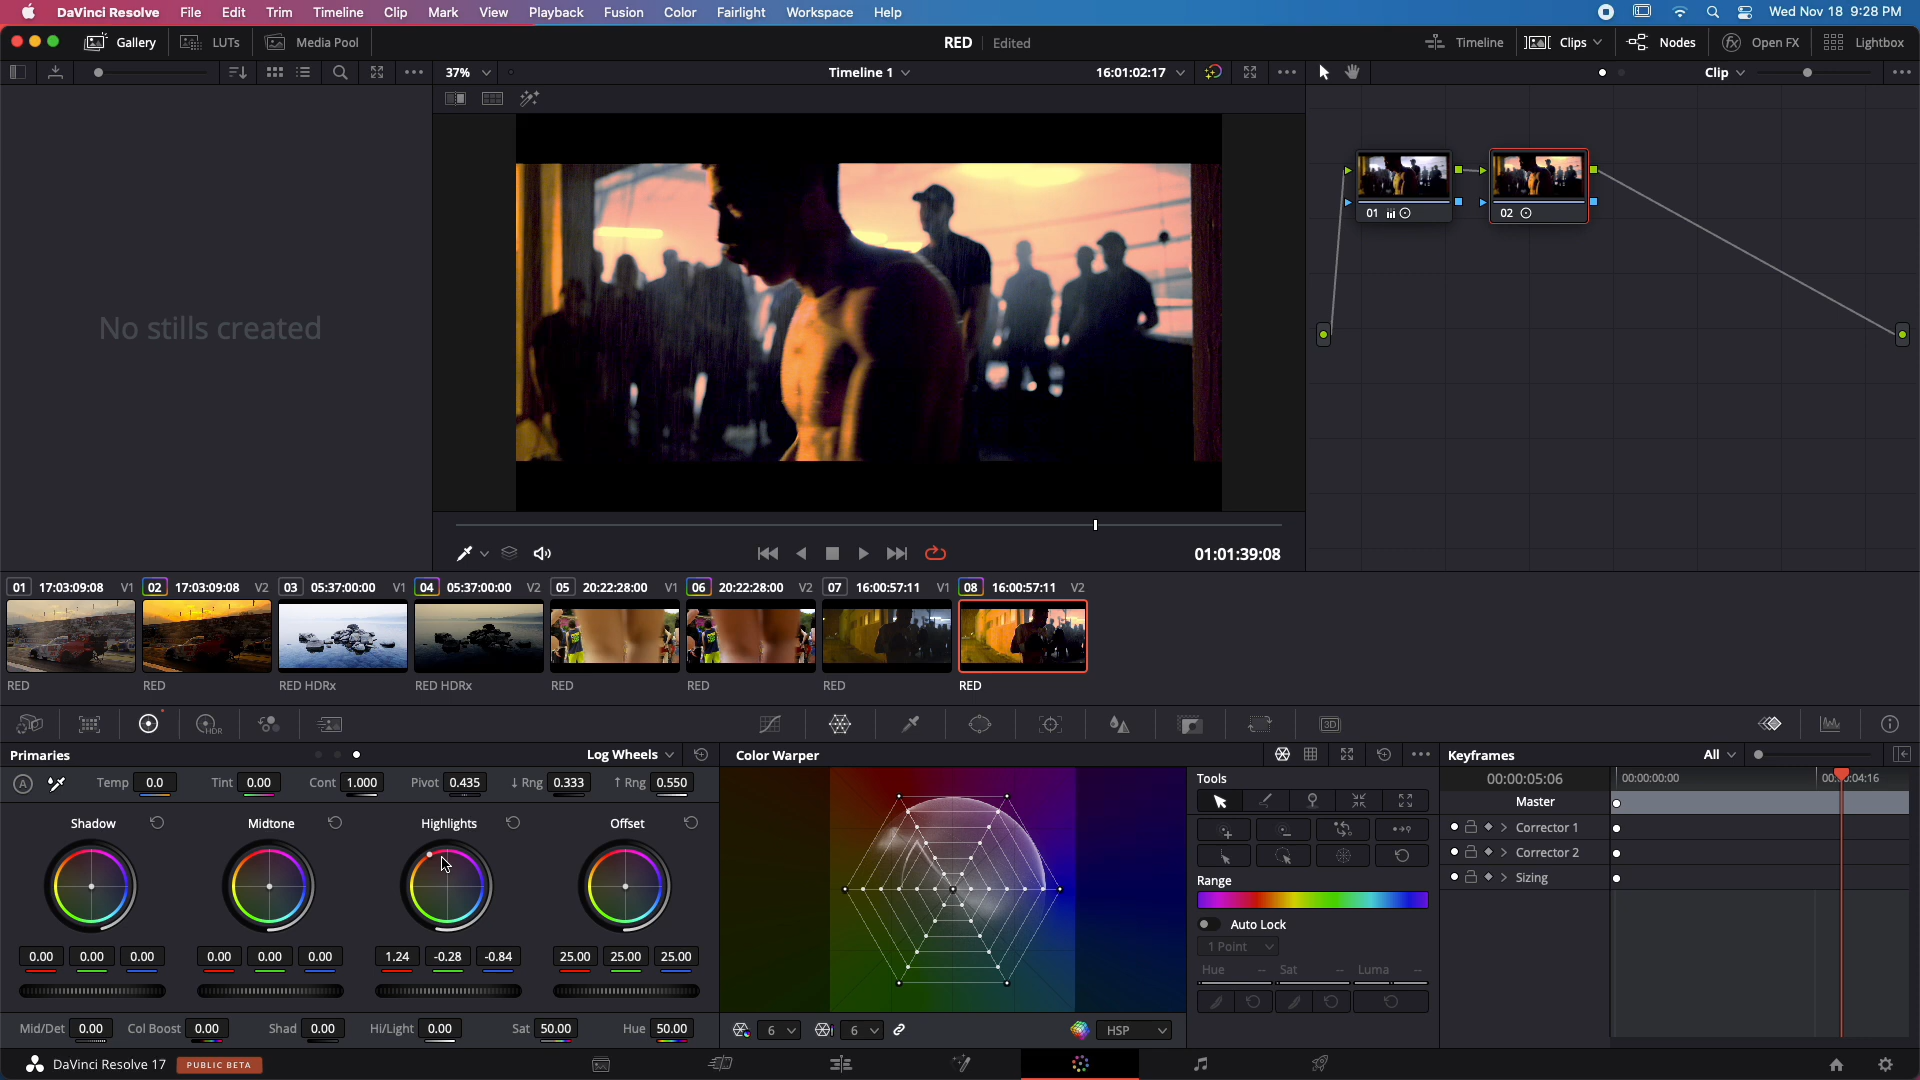 DaVinci Resolve File Edit Trim Timeline Clip Mark View Playback Fusion Color Fairlight Workspace Help Wed Nov 18 9:28 PM
Gallery LUTs Media Pool RED Edited Timeline Clips Nodes fx Open FX Lightbox
37% Timeline 1 16:01:02:17 Clip
No stills created
01 02
01:01:39:08
01 17:03:09:08 V1 02 17:03:09:08 V2 03 05:37:00:00 V1 04 05:37:00:00 V2 05 20:22:28:00 V1 06 20:22:28:00 V2 07 16:00:57:11 V1 08 16:00:57:11 V2
RED RED RED HDRx RED HDRx RED RED RED RED
HDR 3D
Primaries Log Wheels Color Warper Keyframes All
A Temp 0.0 Tint 0.00 Cont 1.000 Pivot 0.435 ↓ Rng 0.333 ↑ Rng 0.550 Tools 00:00:05:06 00:00:00:00
Master
Shadow Midtone Highlights Offset Corrector 1
Corrector 2
Range Sizing
Auto Lock
1 Point
0.00 0.00 0.00 0.00 0.00 0.00 1.24 -0.28 -0.84 25.00 25.00 25.00
Hue -- Sat -- Luma --
Mid/Det 0.00 Col Boost 0.00 Shad 0.00 Hi/Light 0.00 Sat 50.00 Hue 50.00 6 6 HSP
DaVinci Resolve 17 PUBLIC BETA